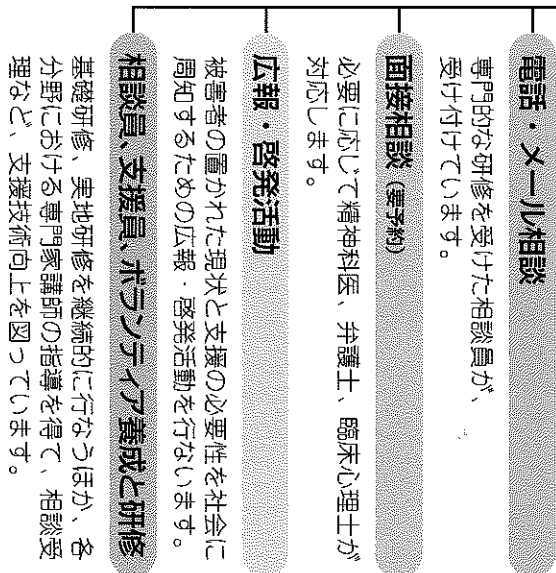 電話・メール相談
専門的な研修を受けた相談員が、
受け付けています。
面接相談（要予約）
必要に応じて精神科医、弁護士、臨床心理士が
対応します。
広報・啓発活動
被害者の置かれた現状と支援の必要性を社会に
周知するための広報・啓発活動を行ないます。
相談員、支援員、ボランティア養成と研修
基礎研修、実地研修を継続的に行なうほか、各
分野における専門家講師の指導を得て、相談受
理など、支援技術向上を図っています。